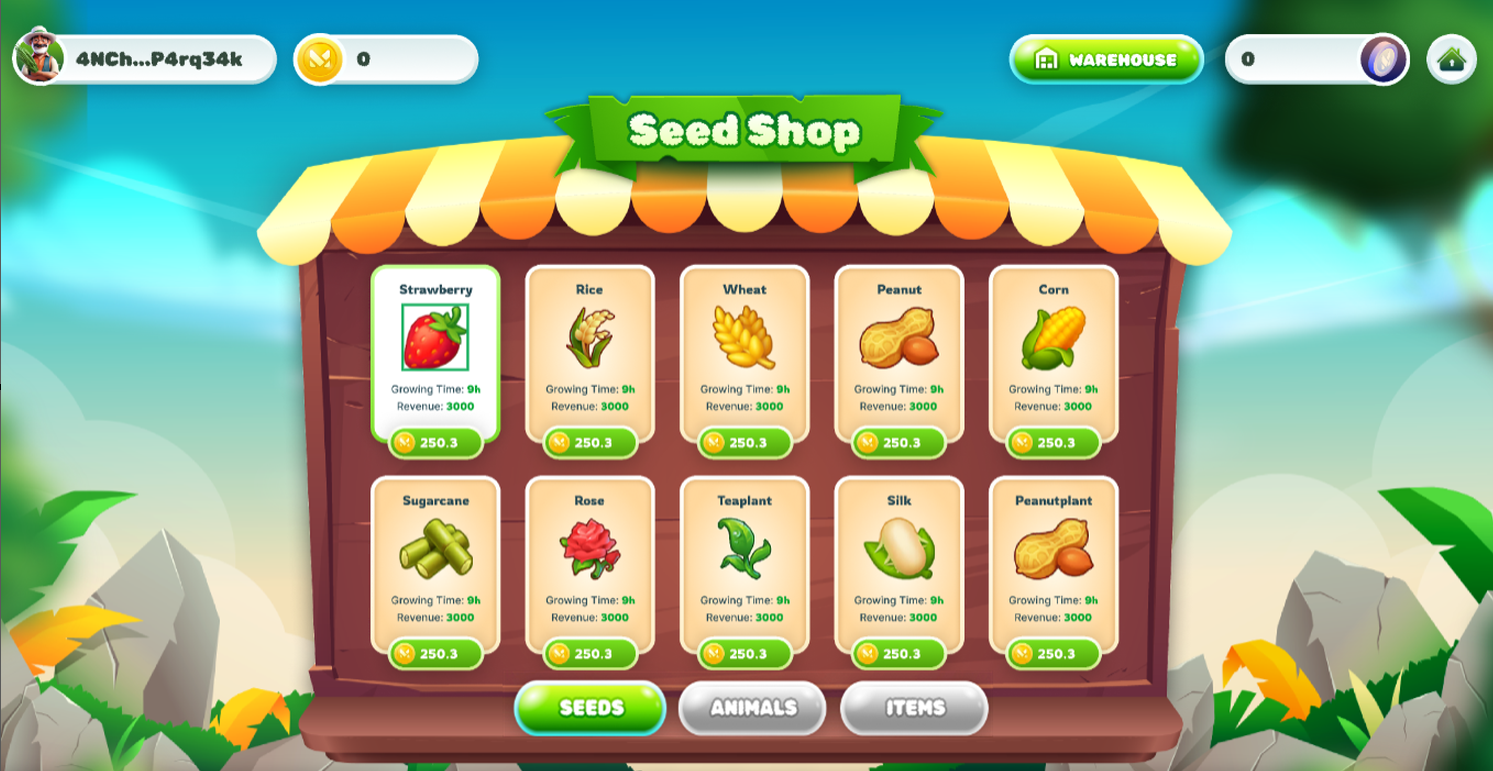 4NCh...P4rq34k
0
WAREHOUSE
0
Seed Shop
Strawberry
Growing Time: 9h
Revenue: 3000
250.3
Rice
Growing Time: 9h
Revenue: 3000
250.3
Wheat
Growing Time: 9h
Revenue: 3000
250.3
Peanut
Growing Time: 9h
Revenue: 3000
250.3
Corn
Growing Time: 9h
Revenue: 3000
250.3
Sugarcane
Growing Time: 9h
Revenue: 3000
250.3
Rose
Growing Time: 9h
Revenue: 3000
250.3
Teaplant
Growing Time: 9h
Revenue: 3000
250.3
Silk
Growing Time: 9h
Revenue: 3000
250.3
Peanutplant
Growing Time: 9h
Revenue: 3000
250.3
SEEDS
ANIMALS
ITEMS